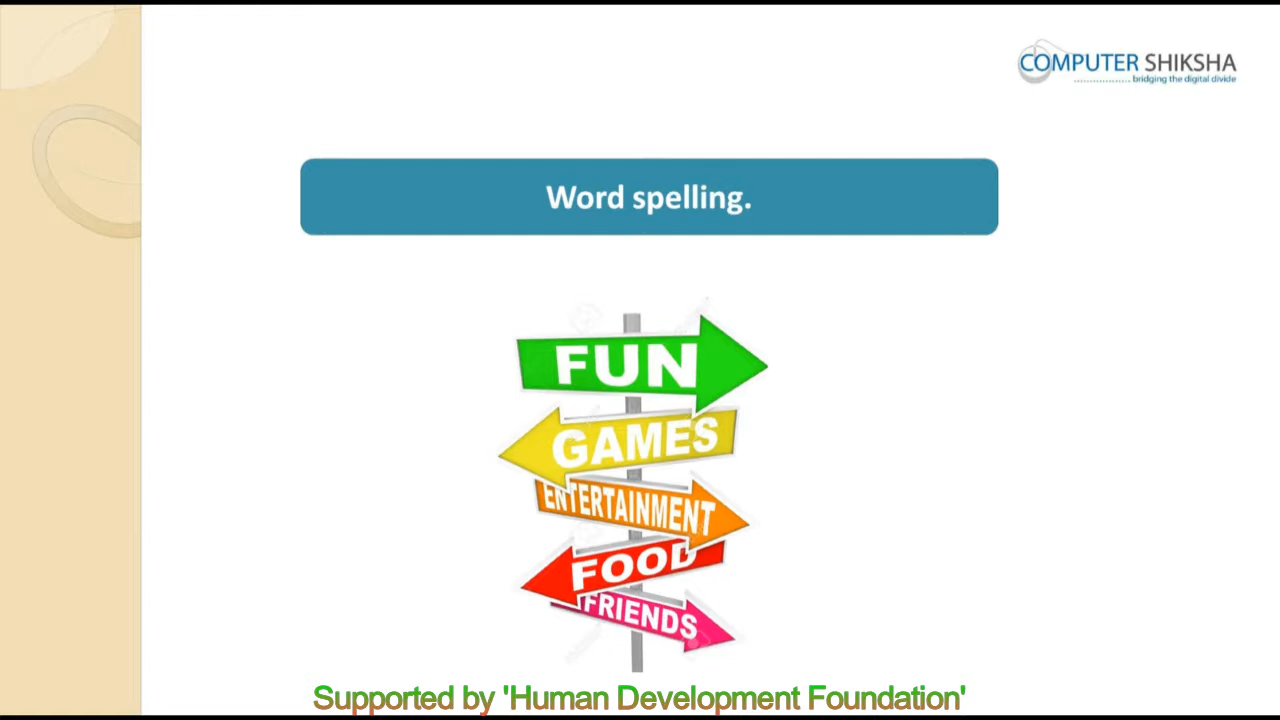 COMPUTER SHIKSHA
bridging the digital divide
Word spelling.
FUN
GAMES
ENTERTAINMENT
FOOD
FRIENDS
Supported by 'Human Development Foundation'